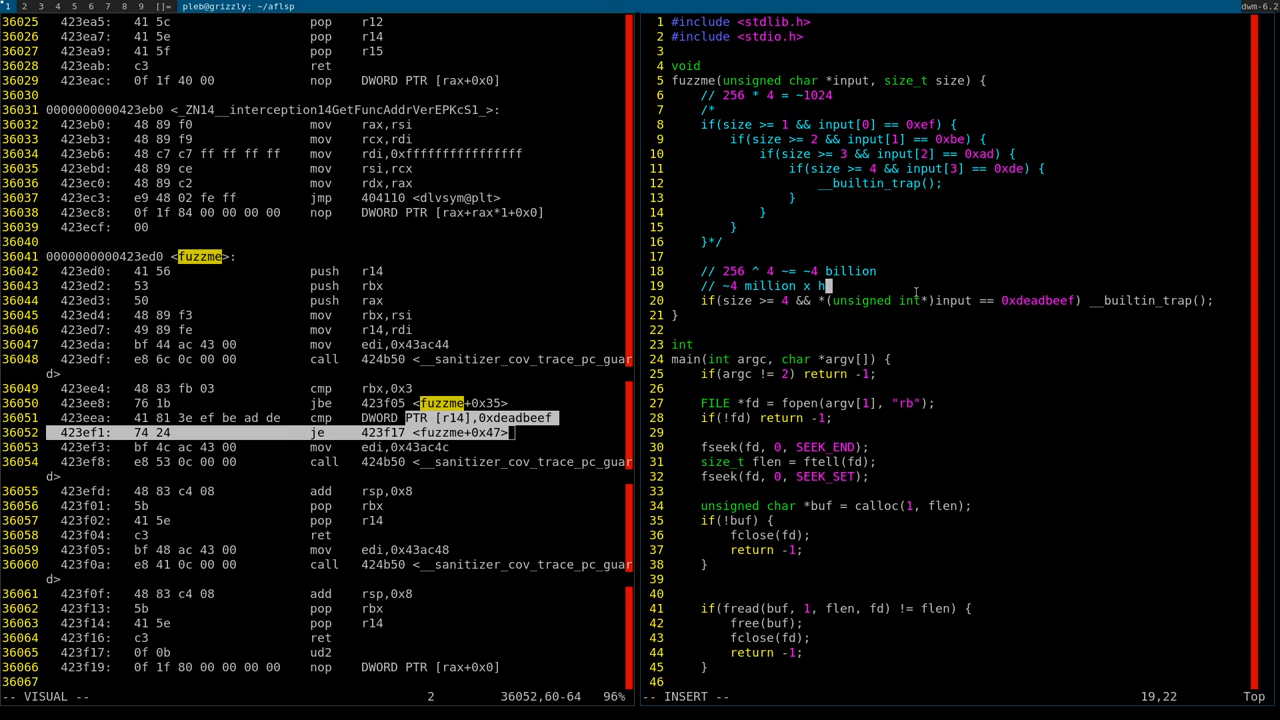 1 2 3 4 5 6 7 8 9 []= pleb@grizzly: ~/aflsp dwm-6.2
36025   423ea5:   41 5c   pop   r12
36026   423ea7:   41 5e   pop   r14
36027   423ea9:   41 5f   pop   r15
36028   423eab:   c3   ret
36029   423eac:   0f 1f 40 00   nop   DWORD PTR [rax+0x0]
36030
36031 0000000000423eb0 <_ZN14__interception14GetFuncAddrVerEPKcS1_>:
36032   423eb0:   48 89 f0   mov   rax,rsi
36033   423eb3:   48 89 f9   mov   rcx,rdi
36034   423eb6:   48 c7 c7 ff ff ff ff   mov   rdi,0xffffffffffffffff
36035   423ebd:   48 89 ce   mov   rsi,rcx
36036   423ec0:   48 89 c2   mov   rdx,rax
36037   423ec3:   e9 48 02 fe ff   jmp   404110 <dlvsym@plt>
36038   423ec8:   0f 1f 84 00 00 00 00   nop   DWORD PTR [rax+rax*1+0x0]
36039   423ecf:   00
36040
36041 0000000000423ed0 <fuzzme>:
36042   423ed0:   41 56   push   r14
36043   423ed2:   53   push   rbx
36044   423ed3:   50   push   rax
36045   423ed4:   48 89 f3   mov   rbx,rsi
36046   423ed7:   49 89 fe   mov   r14,rdi
36047   423eda:   bf 44 ac 43 00   mov   edi,0x43ac44
36048   423edf:   e8 6c 0c 00 00   call   424b50 <__sanitizer_cov_trace_pc_guar
d>
36049   423ee4:   48 83 fb 03   cmp   rbx,0x3
36050   423ee8:   76 1b   jbe   423f05 <fuzzme+0x35>
36051   423eea:   41 81 3e ef be ad de   cmp   DWORD PTR [r14],0xdeadbeef
36052   423ef1:   74 24   je   423f17 <fuzzme+0x47>
36053   423ef3:   bf 4c ac 43 00   mov   edi,0x43ac4c
36054   423ef8:   e8 53 0c 00 00   call   424b50 <__sanitizer_cov_trace_pc_guar
d>
36055   423efd:   48 83 c4 08   add   rsp,0x8
36056   423f01:   5b   pop   rbx
36057   423f02:   41 5e   pop   r14
36058   423f04:   c3   ret
36059   423f05:   bf 48 ac 43 00   mov   edi,0x43ac48
36060   423f0a:   e8 41 0c 00 00   call   424b50 <__sanitizer_cov_trace_pc_guar
d>
36061   423f0f:   48 83 c4 08   add   rsp,0x8
36062   423f13:   5b   pop   rbx
36063   423f14:   41 5e   pop   r14
36064   423f16:   c3   ret
36065   423f17:   0f 0b   ud2
36066   423f19:   0f 1f 80 00 00 00 00   nop   DWORD PTR [rax+0x0]
36067
-- VISUAL --   2   36052,60-64   96%
1 #include <stdlib.h>
2 #include <stdio.h>
3
4 void
5 fuzzme(unsigned char *input, size_t size) {
6     // 256 * 4 = ~1024
7     /*
8     if(size >= 1 && input[0] == 0xef) {
9         if(size >= 2 && input[1] == 0xbe) {
10             if(size >= 3 && input[2] == 0xad) {
11                 if(size >= 4 && input[3] == 0xde) {
12                     __builtin_trap();
13                 }
14             }
15         }
16     }*/
17
18     // 256 ^ 4 ~= ~4 billion
19     // ~4 million x h
20     if(size >= 4 && *(unsigned int*)input == 0xdeadbeef) __builtin_trap();
21 }
22
23 int
24 main(int argc, char *argv[]) {
25     if(argc != 2) return -1;
26
27     FILE *fd = fopen(argv[1], "rb");
28     if(!fd) return -1;
29
30     fseek(fd, 0, SEEK_END);
31     size_t flen = ftell(fd);
32     fseek(fd, 0, SEEK_SET);
33
34     unsigned char *buf = calloc(1, flen);
35     if(!buf) {
36         fclose(fd);
37         return -1;
38     }
39
40
41     if(fread(buf, 1, flen, fd) != flen) {
42         free(buf);
43         fclose(fd);
44         return -1;
45     }
46
-- INSERT --   19,22   Top